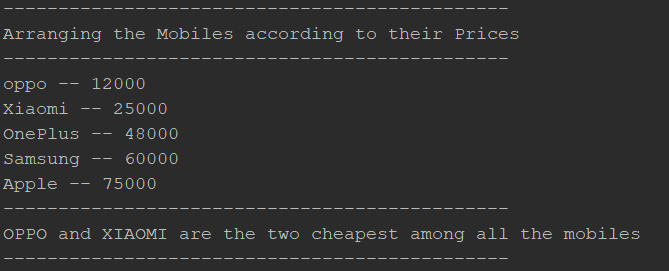 ----------------------------------------------
Arranging the Mobiles according to their Prices
----------------------------------------------
oppo -- 12000
Xiaomi -- 25000
OnePlus -- 48000
Samsung -- 60000
Apple -- 75000
----------------------------------------------
OPPO and XIAOMI are the two cheapest among all the mobiles
----------------------------------------------